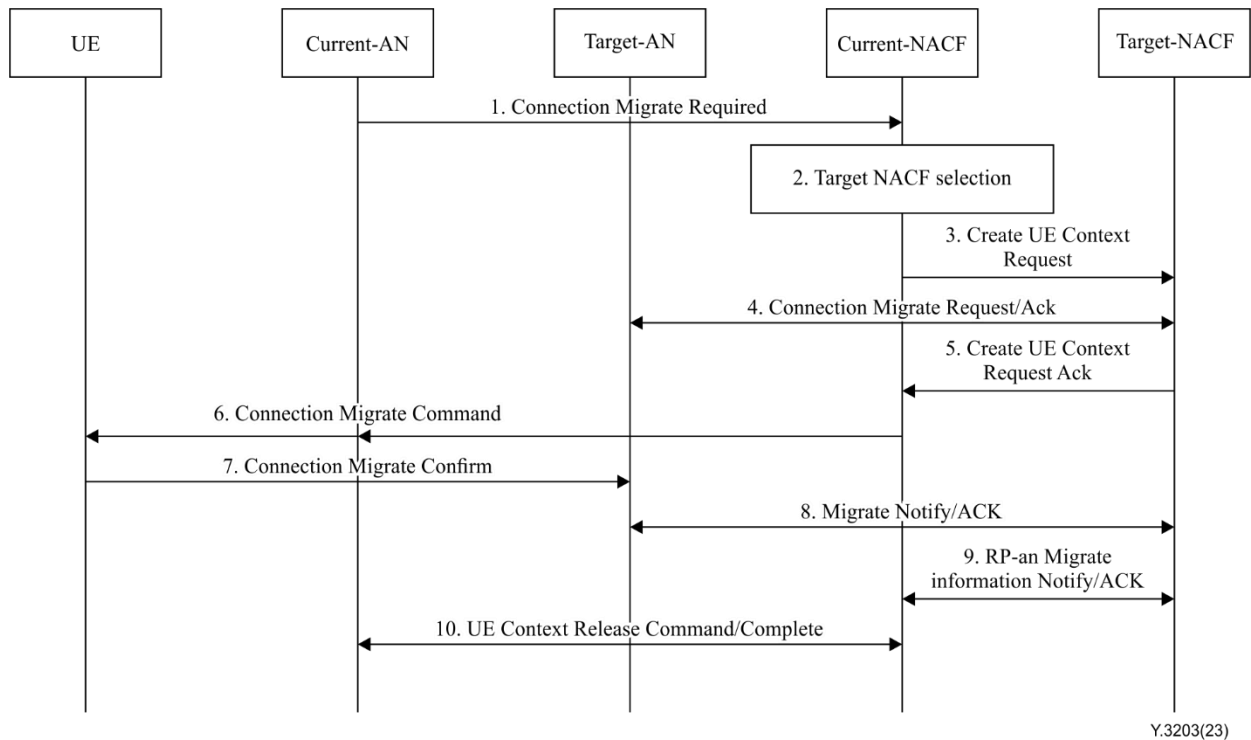 UE
Current-AN
Target-AN
Current-NACF
Target-NACF
1. Connection Migrate Required
2. Target NACF selection
3. Create UE Context
Request
4. Connection Migrate Request/Ack
5. Create UE Context
Request Ack
6. Connection Migrate Command
7. Connection Migrate Confirm
8. Migrate Notify/ACK
9. RP-an Migrate
information Notify/ACK
10. UE Context Release Command/Complete
Y.3203(23)